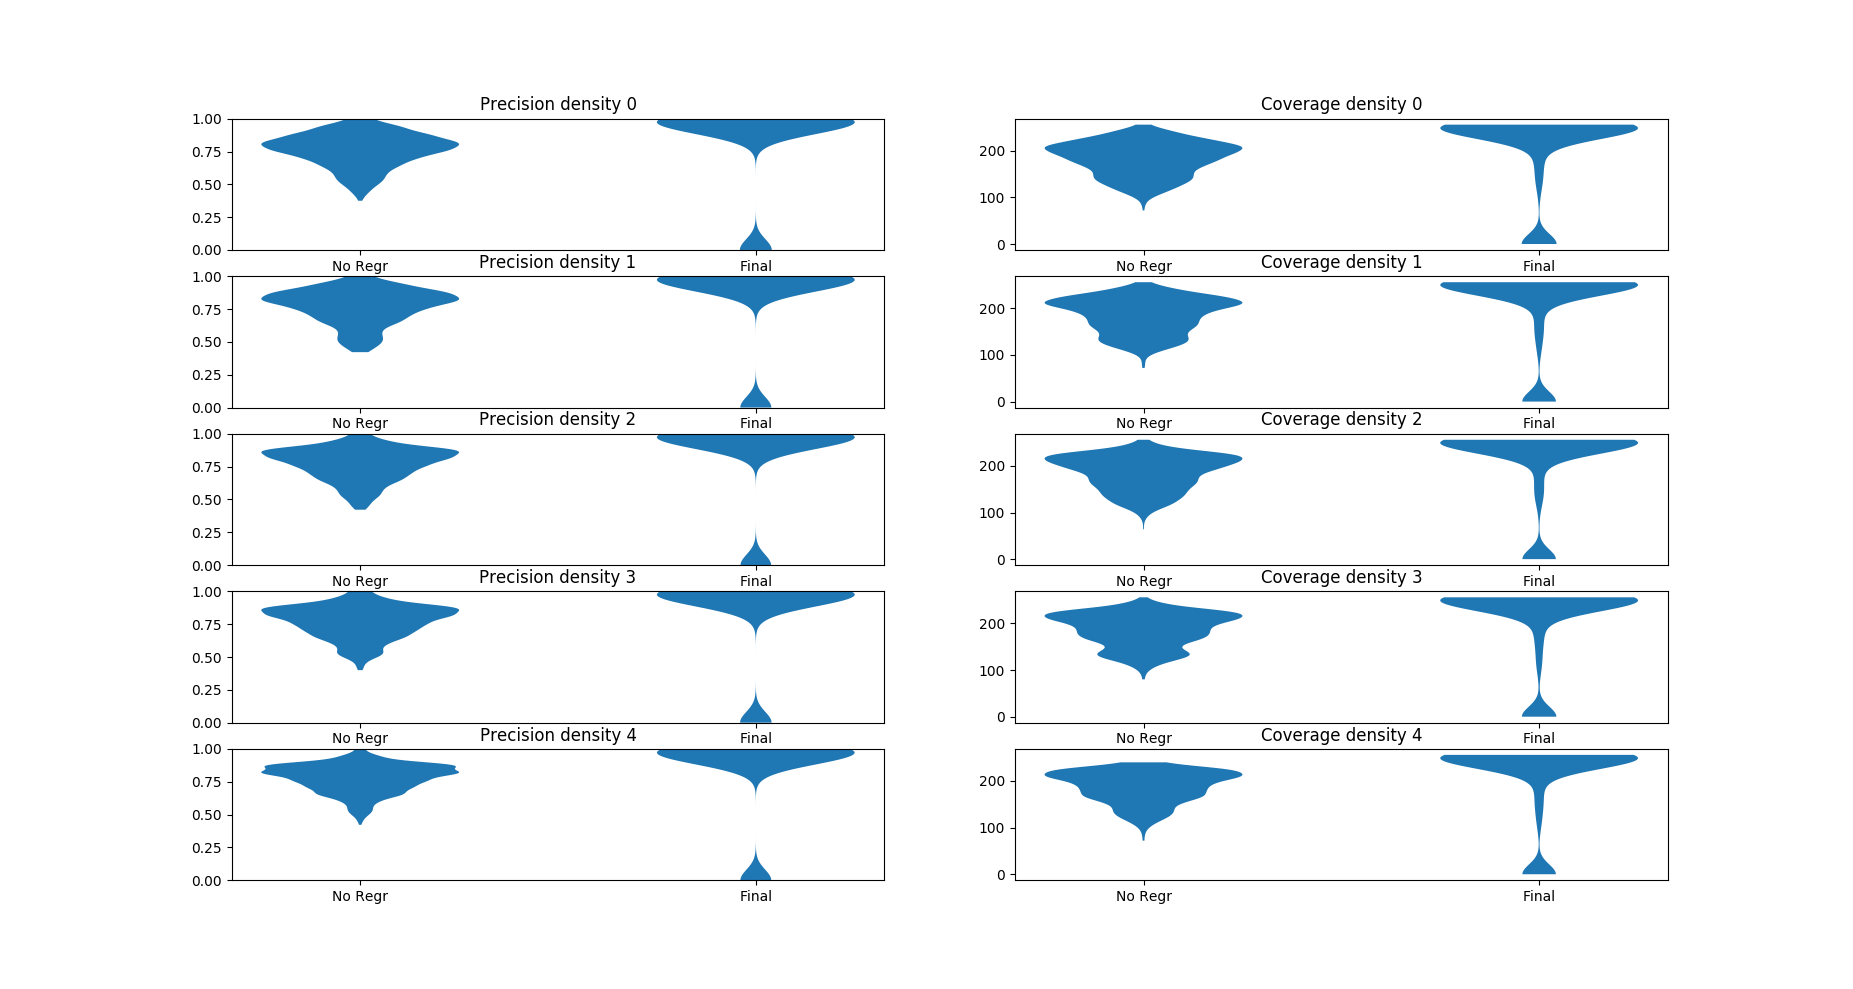 Precision density 0
1.00
0.75
0.50
0.25
0.00
No Regr Final
Precision density 1
1.00
0.75
0.50
0.25
0.00
No Regr Final
Precision density 2
1.00
0.75
0.50
0.25
0.00
No Regr Final
Precision density 3
1.00
0.75
0.50
0.25
0.00
No Regr Final
Precision density 4
1.00
0.75
0.50
0.25
0.00
No Regr Final
Coverage density 0
200
100
0
No Regr Final
Coverage density 1
200
100
0
No Regr Final
Coverage density 2
200
100
0
No Regr Final
Coverage density 3
200
100
0
No Regr Final
Coverage density 4
200
100
0
No Regr Final